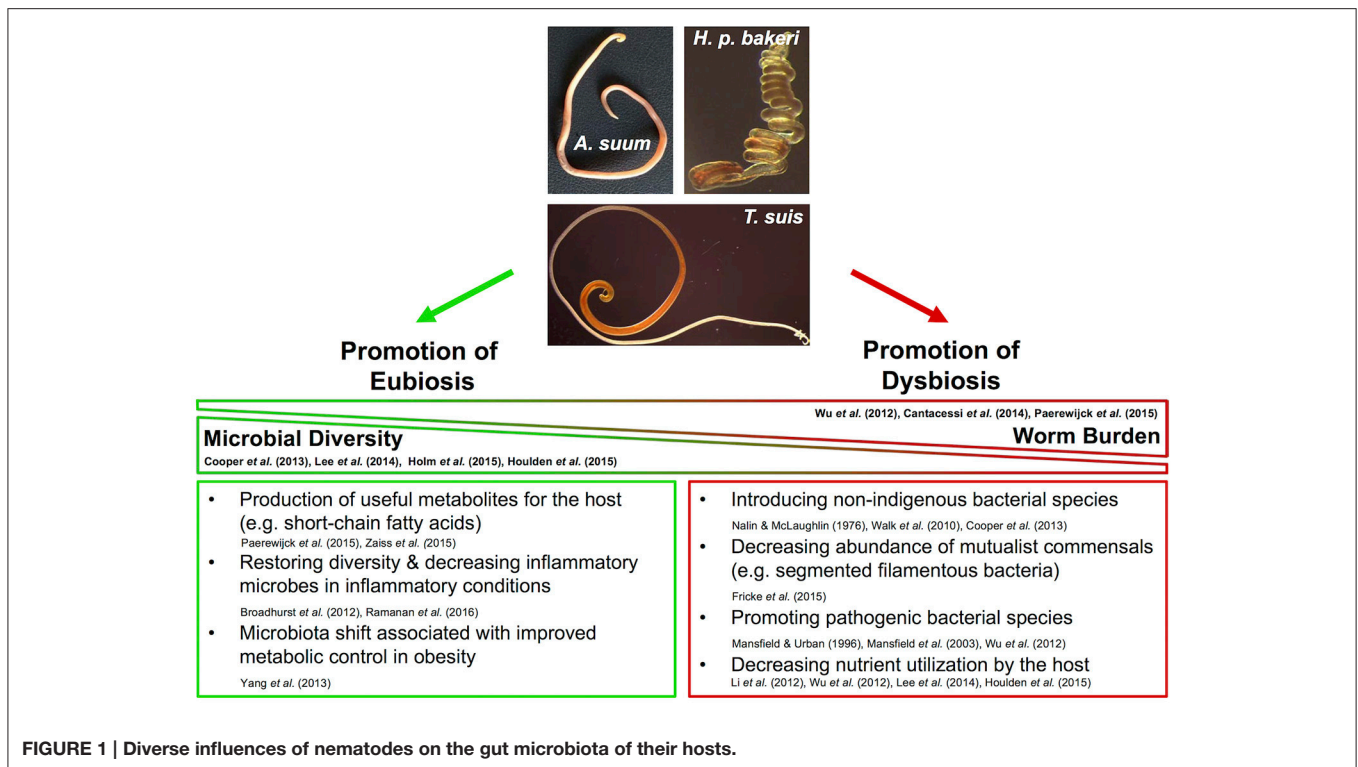 A. suum
H. p. bakeri
T. suis
Promotion of
Eubiosis
Promotion of
Dysbiosis
Wu et al. (2012), Cantacessi et al. (2014), Paerewijck et al. (2015)
Microbial Diversity
Worm Burden
Cooper et al. (2013), Lee et al. (2014), Holm et al. (2015), Houlden et al. (2015)
• Production of useful metabolites for the host
(e.g. short-chain fatty acids)
Paerewijck et al. (2015), Zaiss et al. (2015)
• Restoring diversity & decreasing inflammatory
microbes in inflammatory conditions
Broadhurst et al. (2012), Ramanan et al. (2016)
• Microbiota shift associated with improved
metabolic control in obesity
Yang et al. (2013)
• Introducing non-indigenous bacterial species
Nalin & McLaughlin (1976), Walk et al. (2010), Cooper et al. (2013)
• Decreasing abundance of mutualist commensals
(e.g. segmented filamentous bacteria)
Fricke et al. (2015)
• Promoting pathogenic bacterial species
Mansfield & Urban (1996), Mansfield et al. (2003), Wu et al. (2012)
• Decreasing nutrient utilization by the host
Li et al. (2012), Wu et al. (2012), Lee et al. (2014), Houlden et al. (2015)
FIGURE 1 | Diverse influences of nematodes on the gut microbiota of their hosts.